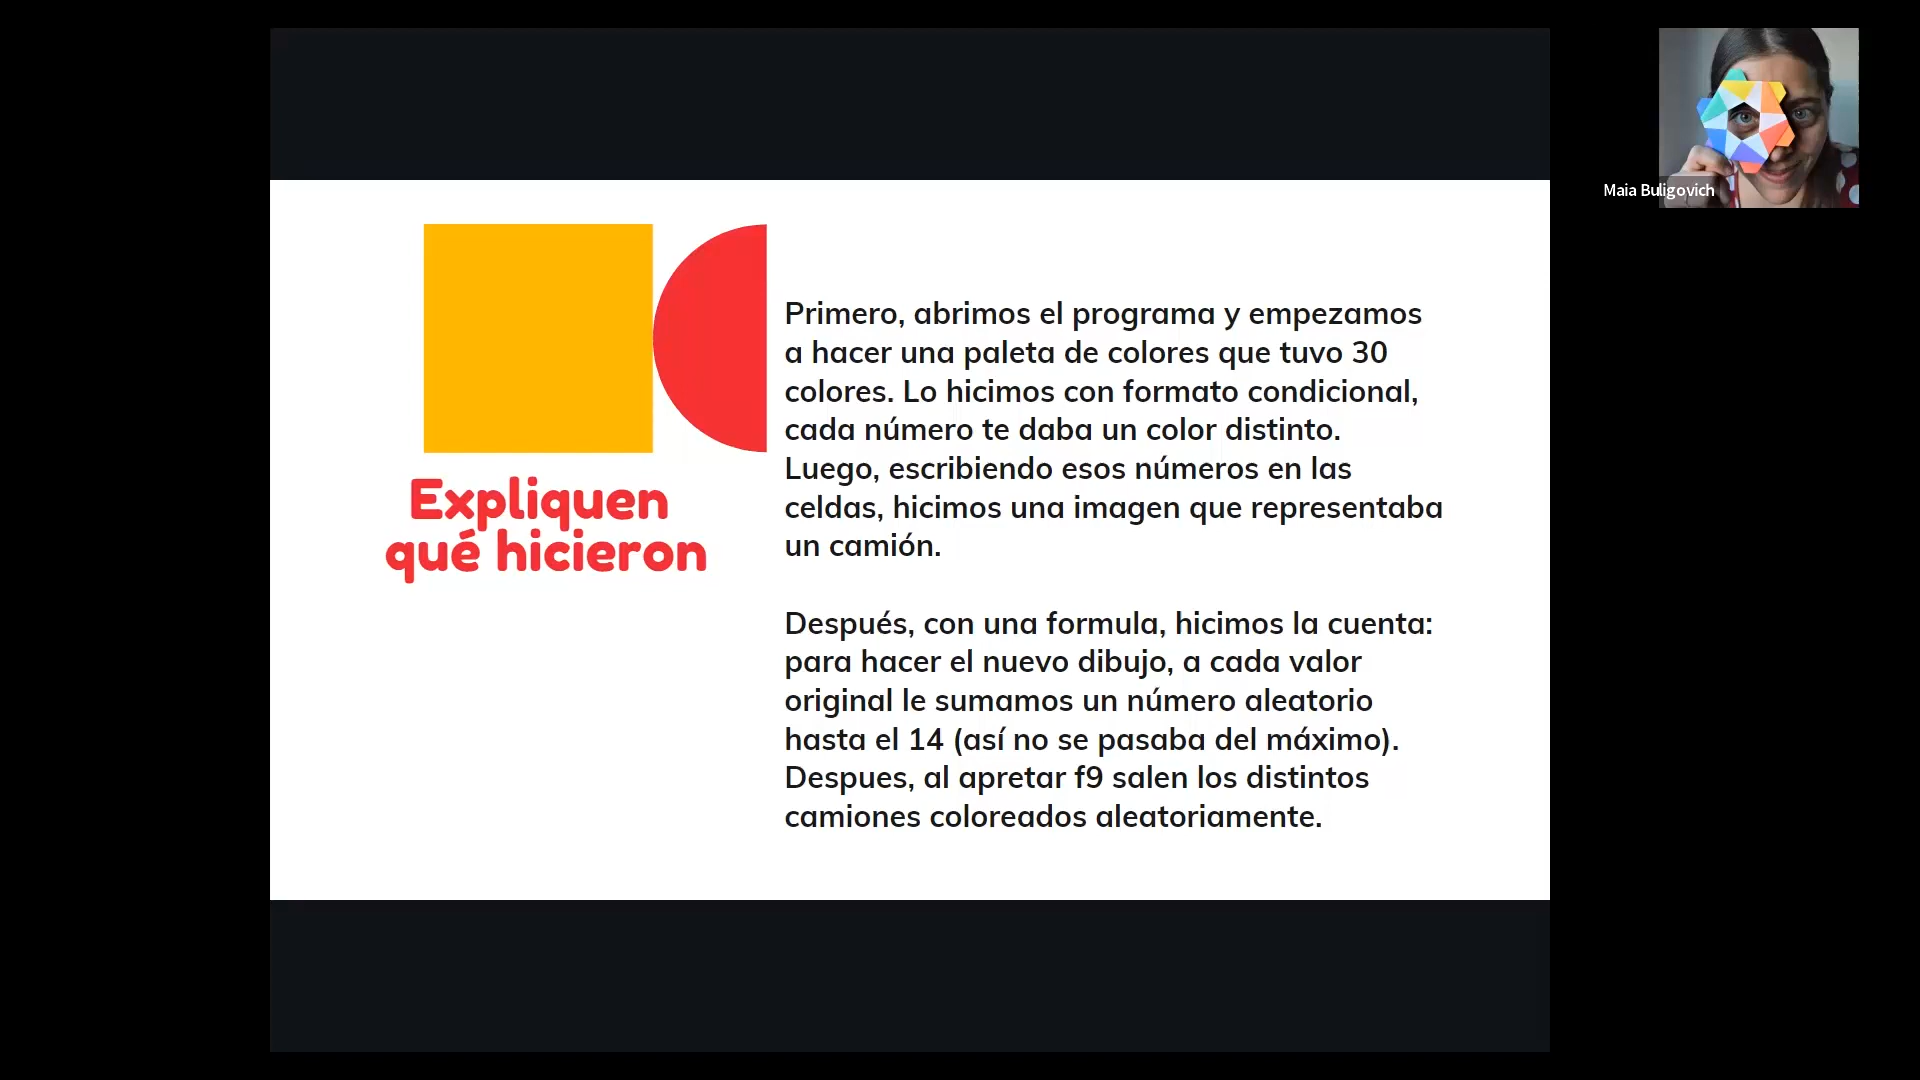 Expliquen
qué hicieron
Primero, abrimos el programa y empezamos
a hacer una paleta de colores que tuvo 30
colores. Lo hicimos con formato condicional,
cada número te daba un color distinto.
Luego, escribiendo esos números en las
celdas, hicimos una imagen que representaba
un camión.
Después, con una formula, hicimos la cuenta:
para hacer el nuevo dibujo, a cada valor
original le sumamos un número aleatorio
hasta el 14 (así no se pasaba del máximo).
Despues, al apretar f9 salen los distintos
camiones coloreados aleatoriamente.
Maia Buligovich